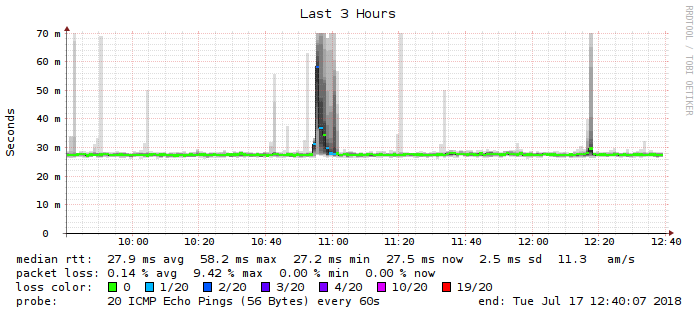 Last 3 Hours
RRDTOOL / TOBI OETIKER
Seconds
70 m
60 m
50 m
40 m
30 m
20 m
10 m
0
10:00 10:20 10:40 11:00 11:20 11:40 12:00 12:20 12:40
median rtt: 27.9 ms avg 58.2 ms max 27.2 ms min 27.5 ms now 2.5 ms sd 11.3 am/s
packet loss: 0.14 % avg 9.42 % max 0.00 % min 0.00 % now
loss color: 0 1/20 2/20 3/20 4/20 10/20 19/20
probe: 20 ICMP Echo Pings (56 Bytes) every 60s end: Tue Jul 17 12:40:07 2018